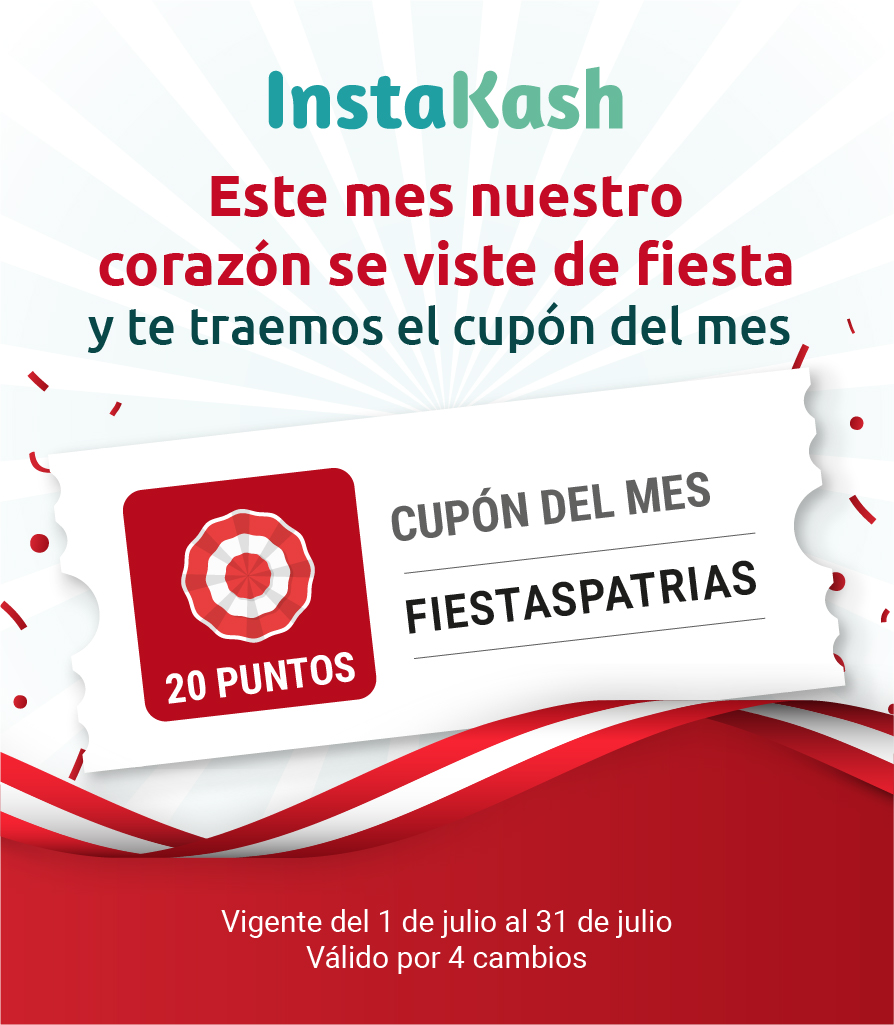 InstaKash
Este mes nuestro
corazón se viste de fiesta
y te traemos el cupón del mes
CUPÓN DEL MES
FIESTASPATRIAS
20 PUNTOS
Vigente del 1 de julio al 31 de julio
Válido por 4 cambios